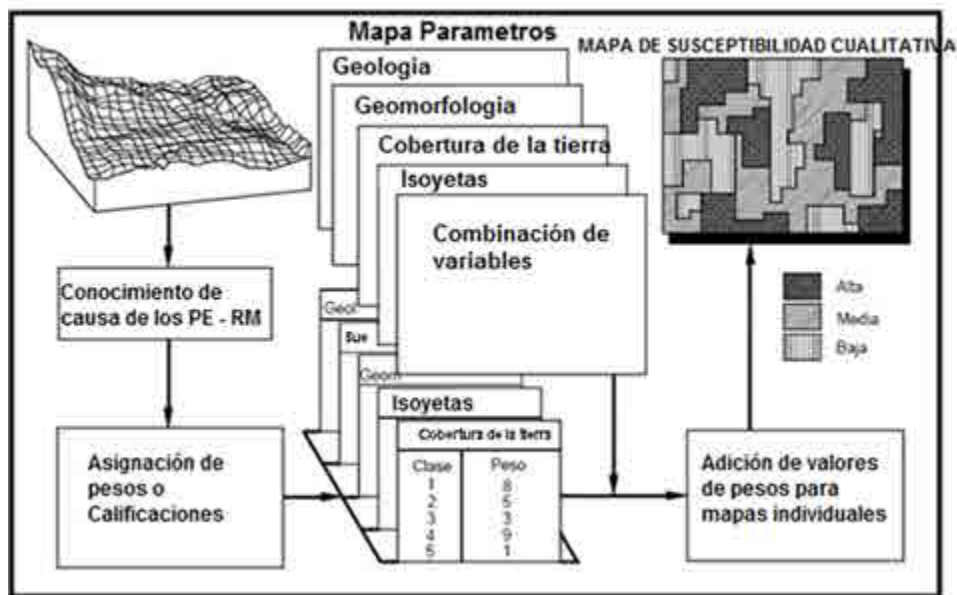 Mapa Parametros
MAPA DE SUSCEPTIBILIDAD CUALITATIVA
Geologia
Geomorfologia
Cobertura de la tierra
Isoyetas
Combinación de
variables
Conocimiento de
causa de los PE - RM
Alta
Media
Baja
Geol
Sue
Geom
Isoyetas
Cobertura de la tierra
Clase Peso
1 8
2 5
3 3
4 9
5 1
Asignación de
pesos o
Calificaciones
Adición de valores
de pesos para
mapas individuales